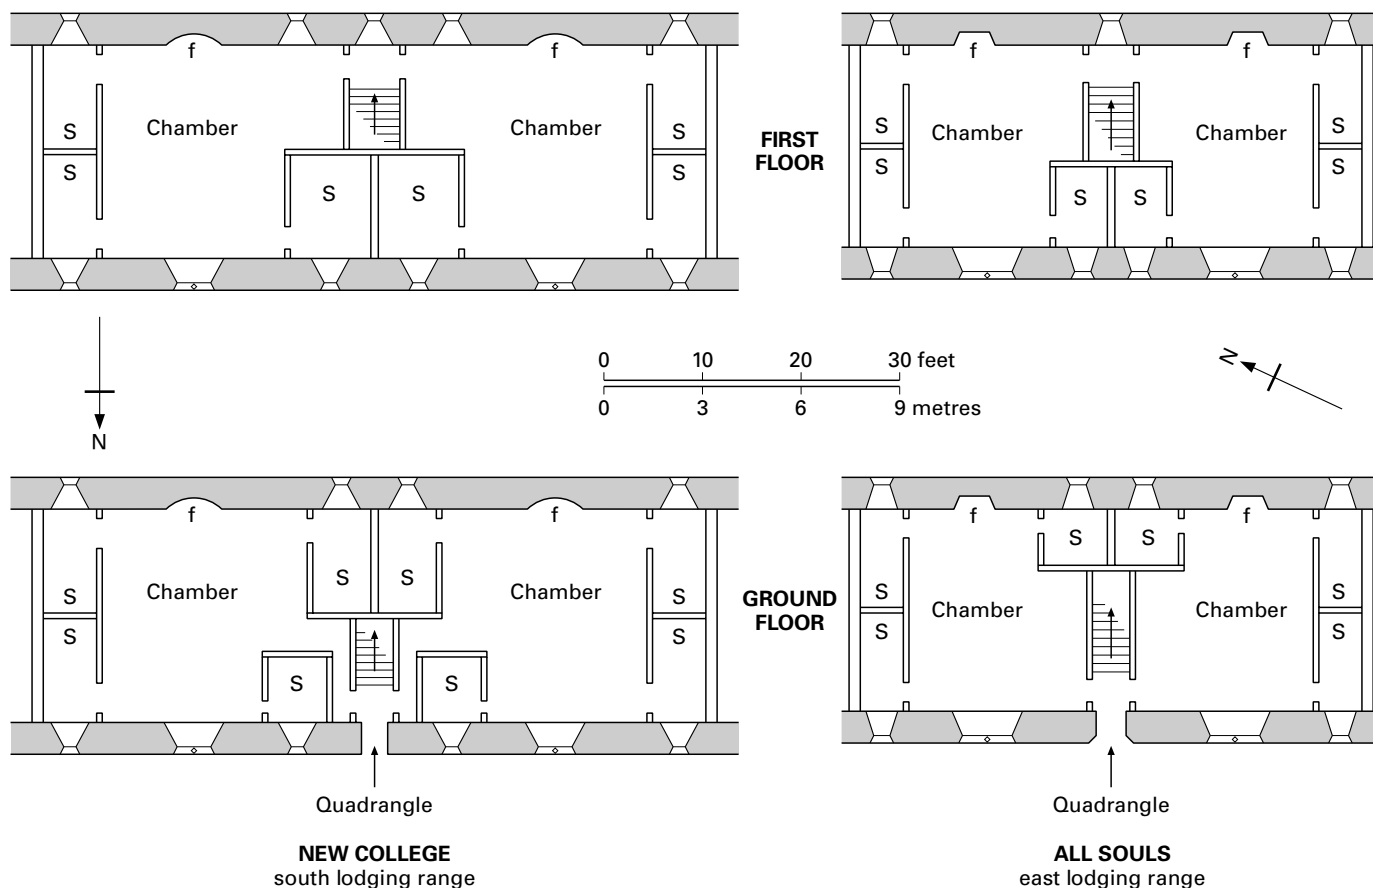 f
f
S
S
Chamber
Chamber
S
S
S
S
FIRST
FLOOR
f
f
S
S
Chamber
Chamber
S
S
S
S
N
0 10 20 30 feet
0 3 6 9 metres
N
f
f
S
S
Chamber
Chamber
S
S
S
S
S
S
GROUND
FLOOR
f
f
S
S
S
S
Chamber
Chamber
S
S
Quadrangle
Quadrangle
NEW COLLEGE
south lodging range
ALL SOULS
east lodging range